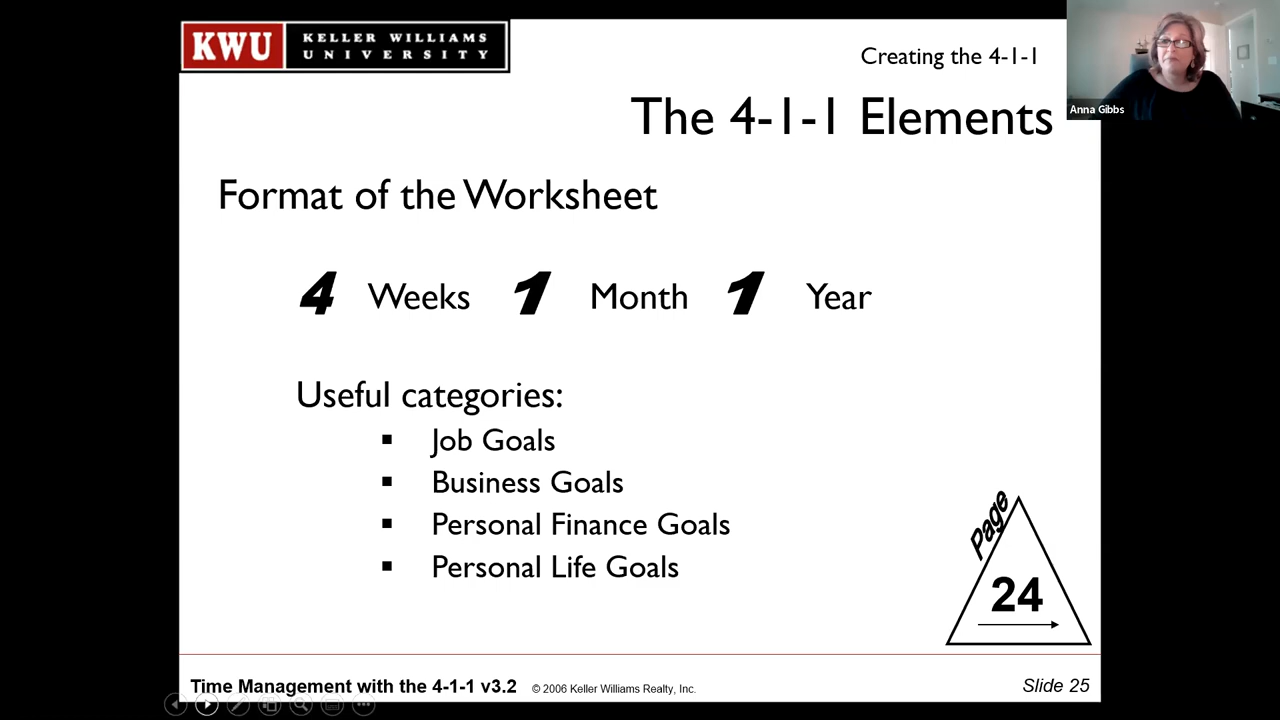 KWU KELLER WILLIAMS
UNIVERSITY
Creating the 4-1-1
Anna Gibbs
The 4-1-1 Elements
Format of the Worksheet
4 Weeks 1 Month 1 Year
Useful categories:
▪ Job Goals
▪ Business Goals
▪ Personal Finance Goals
▪ Personal Life Goals
Page
24
Time Management with the 4-1-1 v3.2 © 2006 Keller Williams Realty, Inc. Slide 25